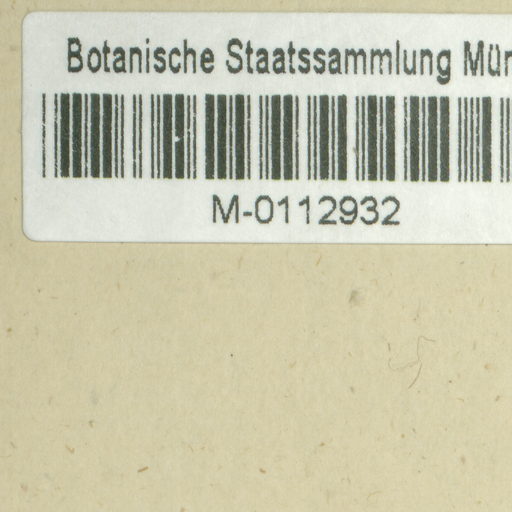 Botanische Staatssammlung Mün
M-0112932